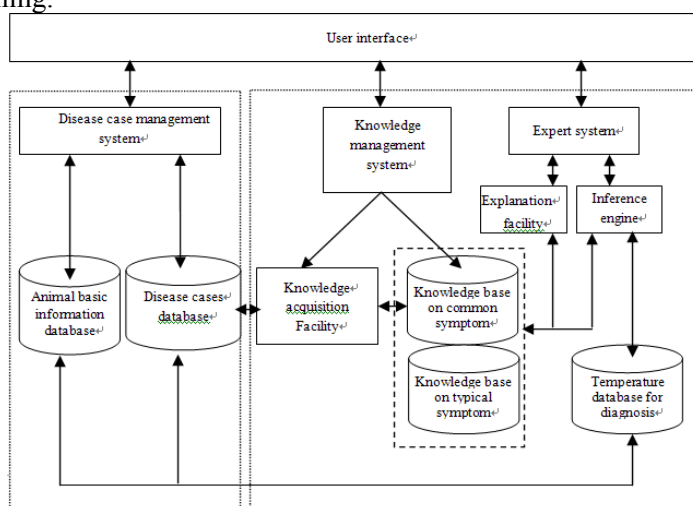 User interface
Disease case management
system
Knowledge
management
system
Expert system
Explanation
facility
Inference
engine
Animal basic
information
database
Disease cases
database
Knowledge
acquisition
Facility
Knowledge base
on common
symptom
Knowledge base
on typical
symptom
Temperature
database for
diagnosis